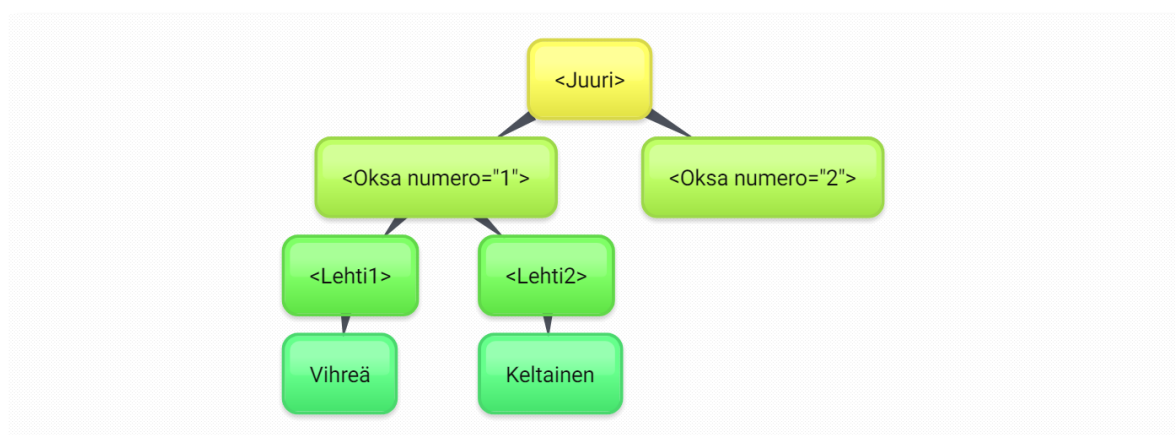 <Juuri>
<Oksa numero="1">
<Oksa numero="2">
<Lehti1>
<Lehti2>
Vihreä
Keltainen